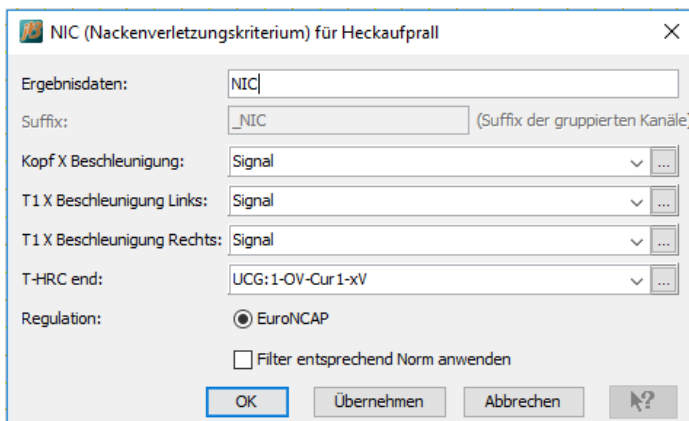 NIC (Nackenverletzungskriterium) für Heckaufprall
Ergebnisdaten: NIC
Suffix: _NIC (Suffix der gruppierten Kanäle)
Kopf X Beschleunigung: Signal ...
T1 X Beschleunigung Links: Signal ...
T1 X Beschleunigung Rechts: Signal ...
T-HRC end: UCG:1-OV-Cur1-xV ...
Regulation: EuroNCAP
Filter entsprechend Norm anwenden
OK Übernehmen Abbrechen ?